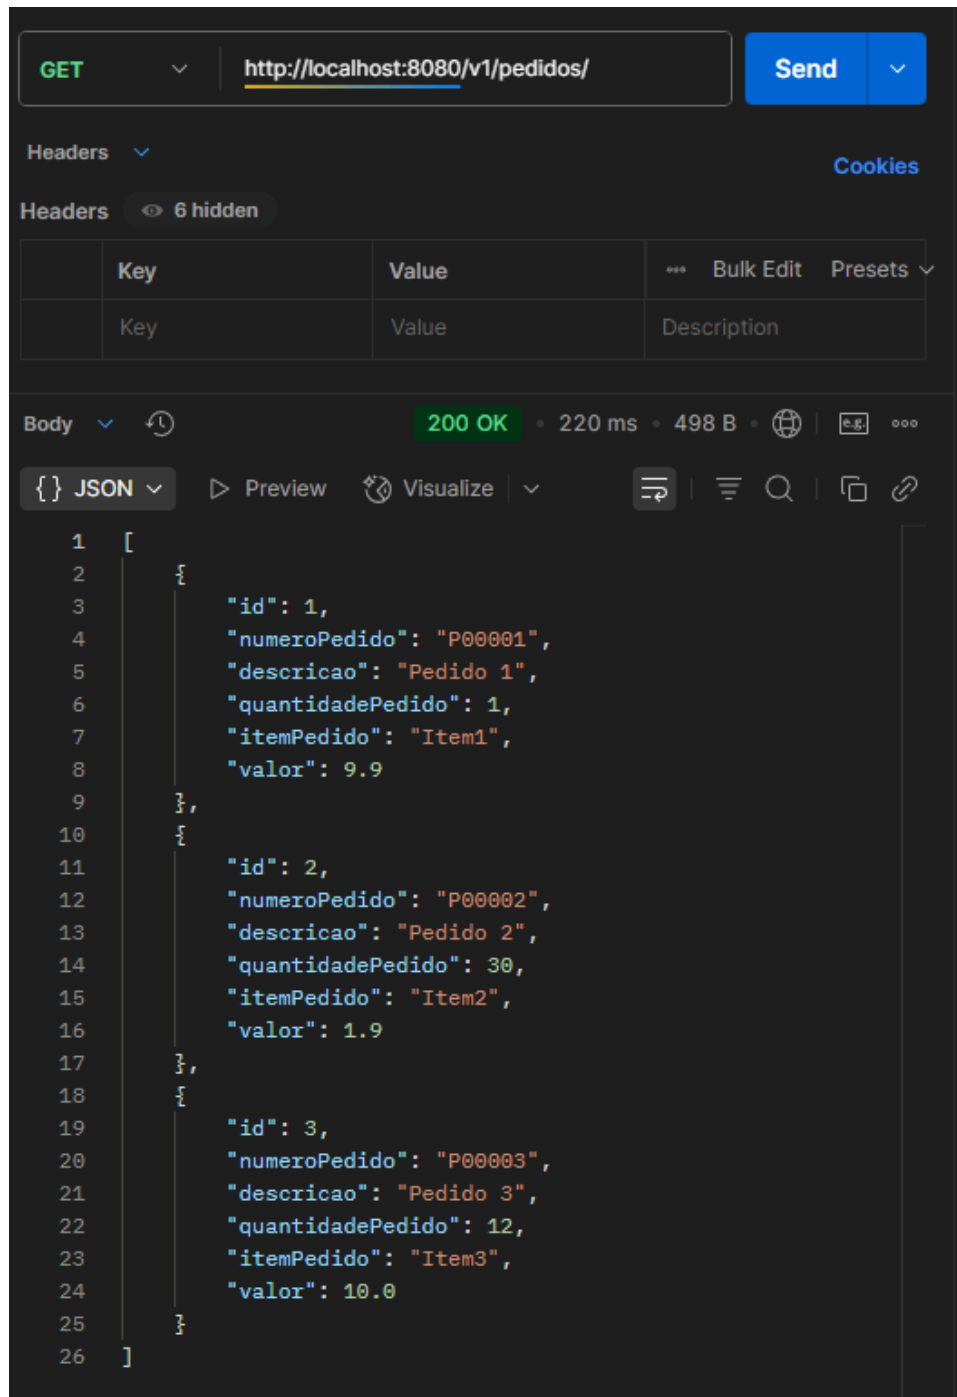 GET http://localhost:8080/v1/pedidos/ Send
Headers
Cookies
Headers 6 hidden
Key Value Bulk Edit Presets
Key Value Description
Body 200 OK • 220 ms • 498 B • e.g.
{} JSON Preview Visualize
1 [
2 {
3 "id": 1,
4 "numeroPedido": "P00001",
5 "descricao": "Pedido 1",
6 "quantidadePedido": 1,
7 "itemPedido": "Item1",
8 "valor": 9.9
9 },
10 {
11 "id": 2,
12 "numeroPedido": "P00002",
13 "descricao": "Pedido 2",
14 "quantidadePedido": 30,
15 "itemPedido": "Item2",
16 "valor": 1.9
17 },
18 {
19 "id": 3,
20 "numeroPedido": "P00003",
21 "descricao": "Pedido 3",
22 "quantidadePedido": 12,
23 "itemPedido": "Item3",
24 "valor": 10.0
25 }
26 ]